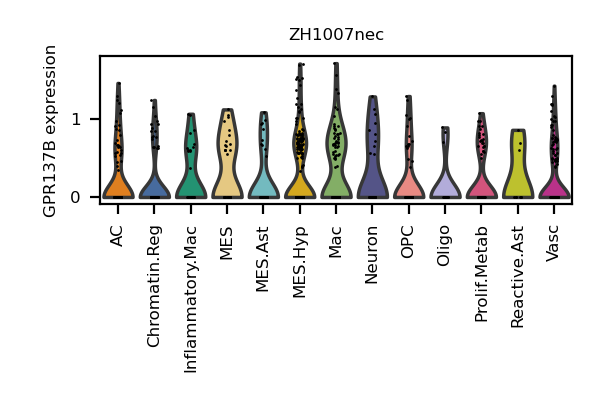 ZH1007nec
GPR137B expression
1
0
AC
Chromatin.Reg
Inflammatory.Mac
MES
MES.Ast
MES.Hyp
Mac
Neuron
OPC
Oligo
Prolif.Metab
Reactive.Ast
Vasc